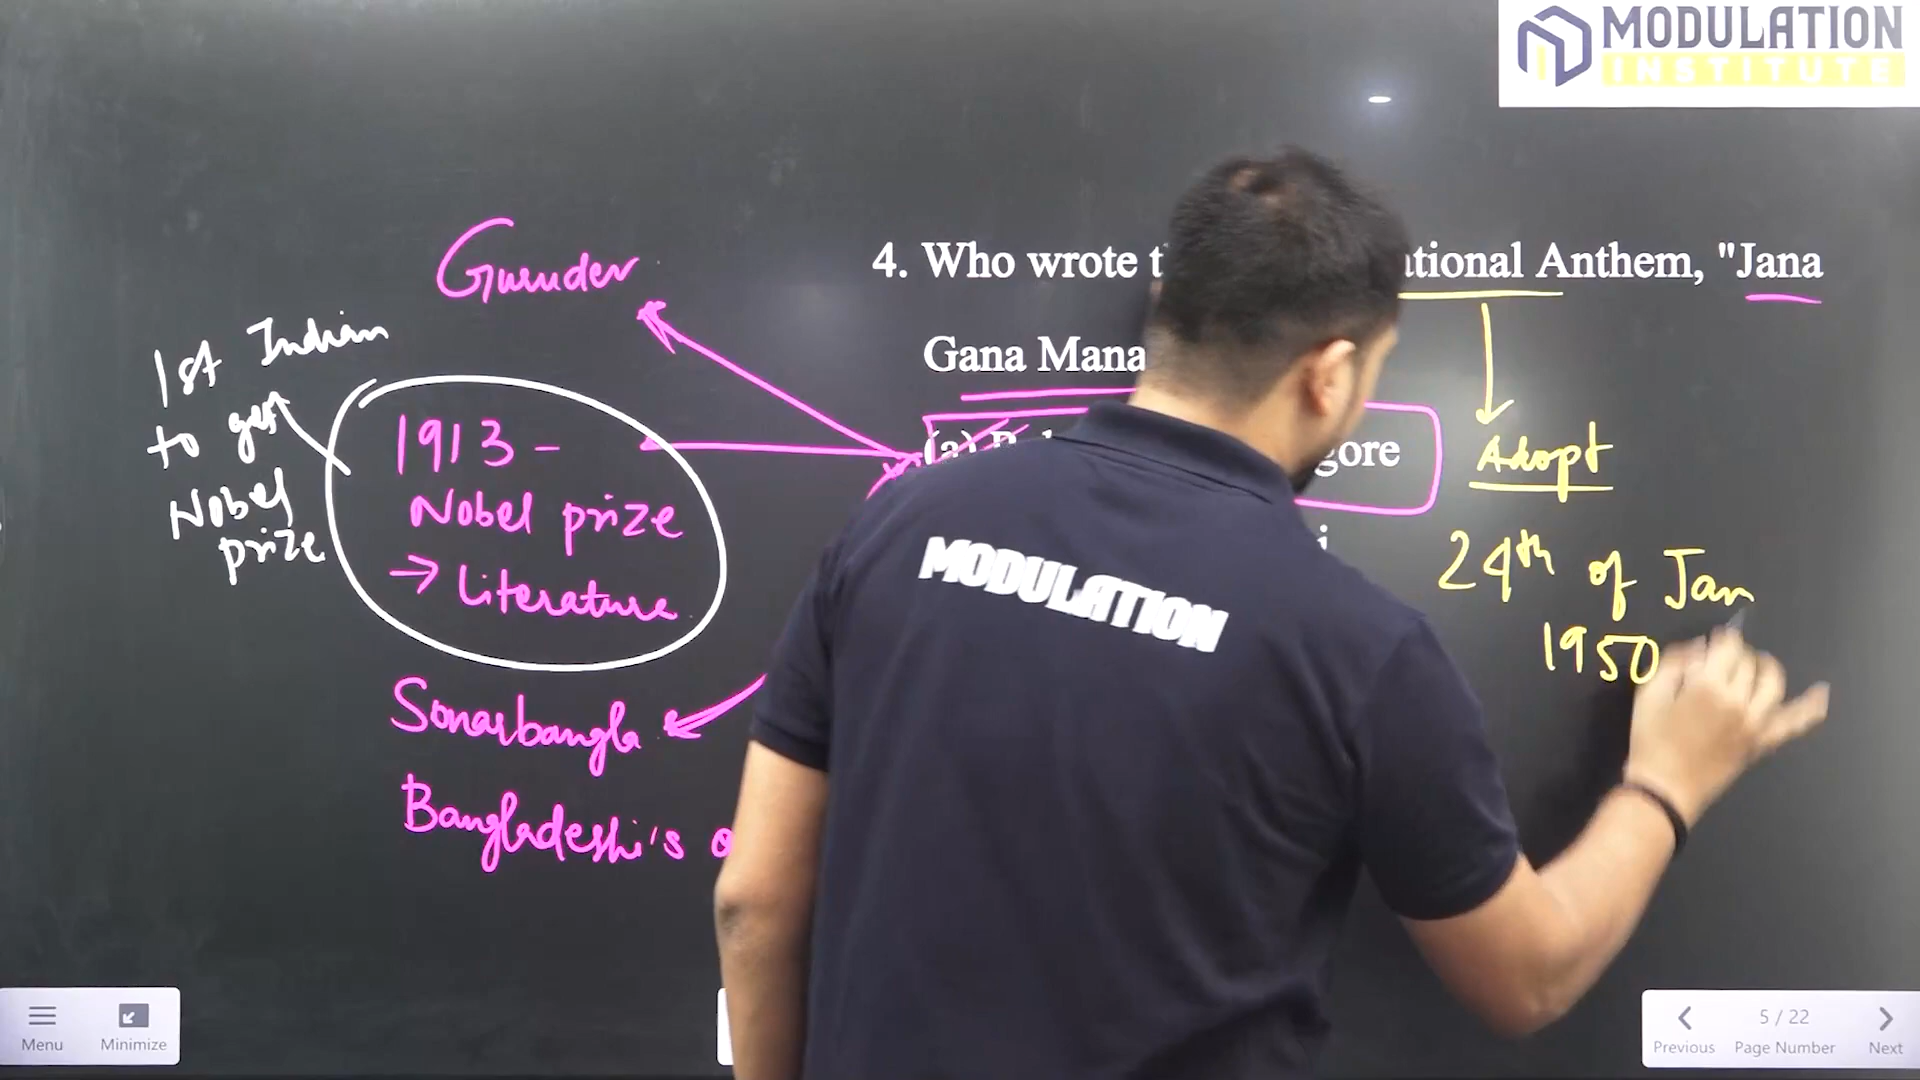 MODULATION
INSTITUTE
4. Who wrote t ational Anthem, "Jana
Gana Mana
(a) gore
i
Gurudev
1st Indian
to get
Nobel
prize
1913 -
Nobel prize
→ Literature
Sonarbangla
Bangladeshi's
Adopt
24th of Jan
1950
MODULATION
Menu
Minimize
Previous
5 / 22
Page Number
Next